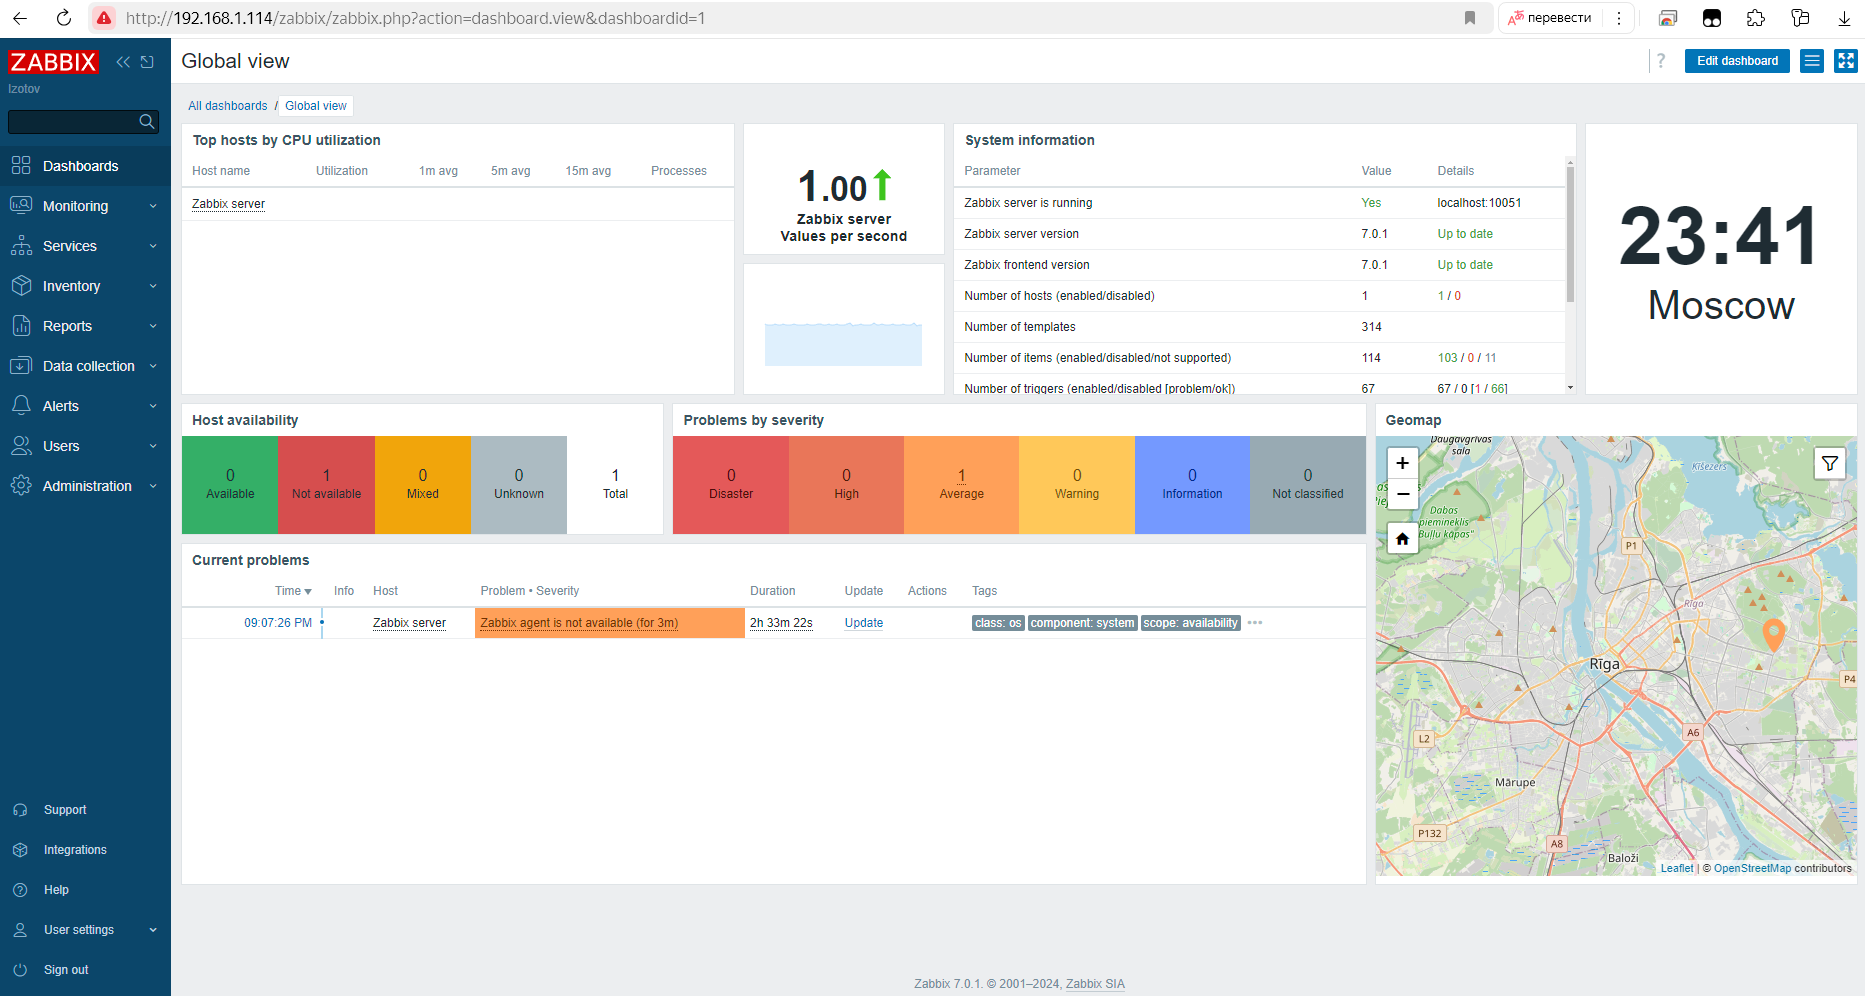 http://192.168.1.114/zabbix/zabbix.php?action=dashboard.view&dashboardid=1
перевести
ZABBIX
Izotov
Dashboards
Monitoring
Services
Inventory
Reports
Data collection
Alerts
Users
Administration
Support
Integrations
Help
User settings
Sign out
Global view
? Edit dashboard
All dashboards / Global view
Top hosts by CPU utilization
Host name Utilization 1m avg 5m avg 15m avg Processes
Zabbix server
1.00
Zabbix server
Values per second
System information
Parameter Value Details
Zabbix server is running Yes localhost:10051
Zabbix server version 7.0.1 Up to date
Zabbix frontend version 7.0.1 Up to date
Number of hosts (enabled/disabled) 1 1 / 0
Number of templates 314
Number of items (enabled/disabled/not supported) 114 103 / 0 / 11
Number of triggers (enabled/disabled [problem/ok]) 67 67 / 0 [1 / 66]
23:41
Moscow
Host availability
0 Available
1 Not available
0 Mixed
0 Unknown
1 Total
Problems by severity
0 Disaster
0 High
1 Average
0 Warning
0 Information
0 Not classified
Current problems
Time Info Host Problem • Severity Duration Update Actions Tags
09:07:26 PM Zabbix server Zabbix agent is not available (for 3m) 2h 33m 22s Update class: os component: system scope: availability •••
Geomap
+
−
Daugavgrīvas
sala
Ķīšezers
Dabas
piemineklis
"Buļļu kāpas"
P1
Rīga
Rīga
P4
A6
L2
Mārupe
P132
A8
Baloži
Leaflet | © OpenStreetMap contributors
Zabbix 7.0.1. © 2001–2024, Zabbix SIA